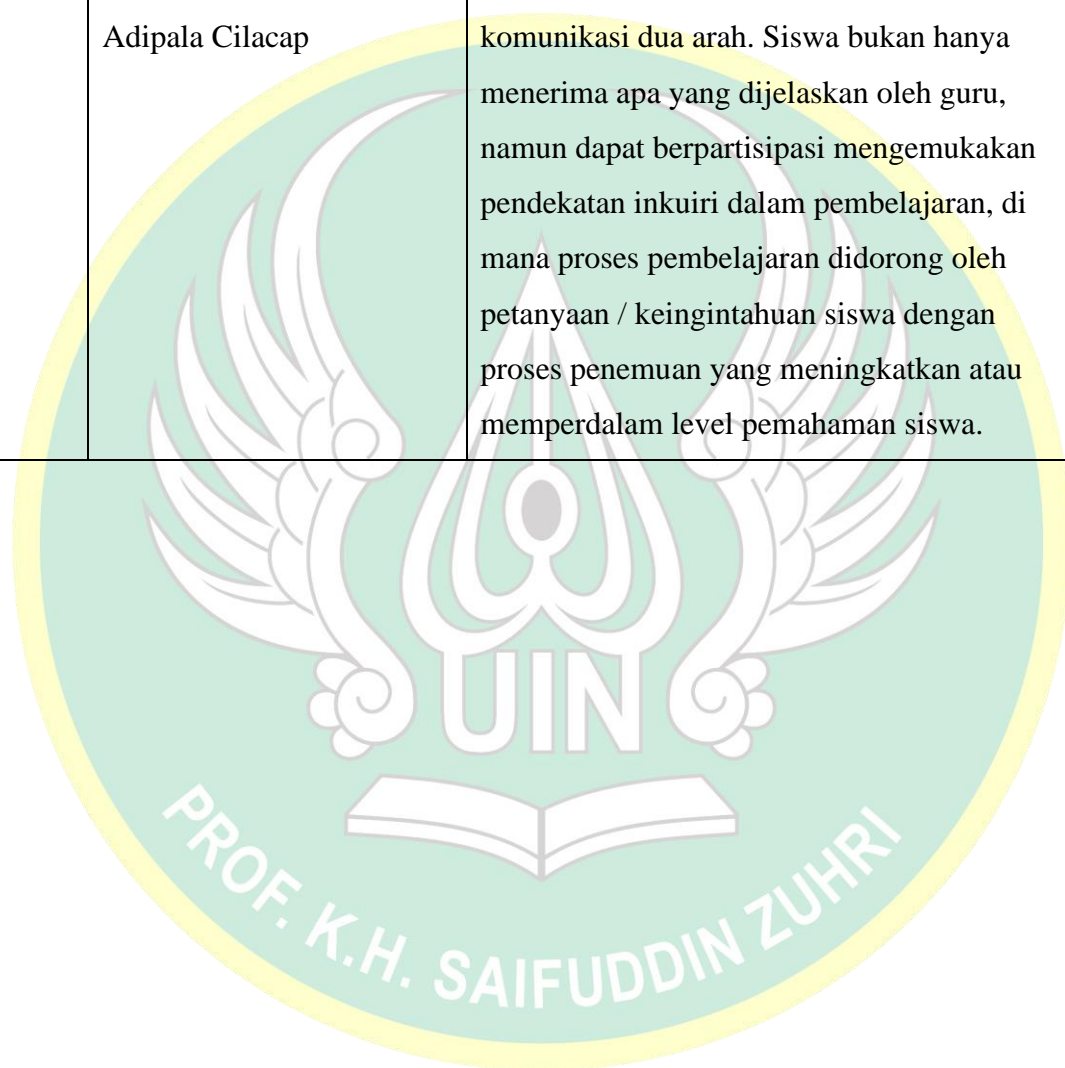 Adipala Cilacap
komunikasi dua arah. Siswa bukan hanya
menerima apa yang dijelaskan oleh guru,
namun dapat berpartisipasi mengemukakan
pendekatan inkuiri dalam pembelajaran, di
mana proses pembelajaran didorong oleh
petanyaan / keingintahuan siswa dengan
proses penemuan yang meningkatkan atau
memperdalam level pemahaman siswa.
UIN
PROF. K.H. SAIFUDDIN ZUHRI